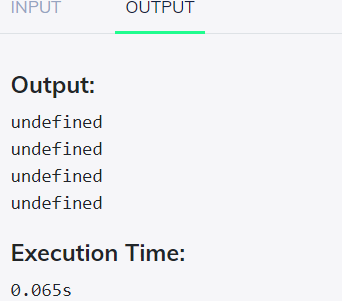 INPUT
OUTPUT
Output:
undefined
undefined
undefined
undefined
Execution Time:
0.065s